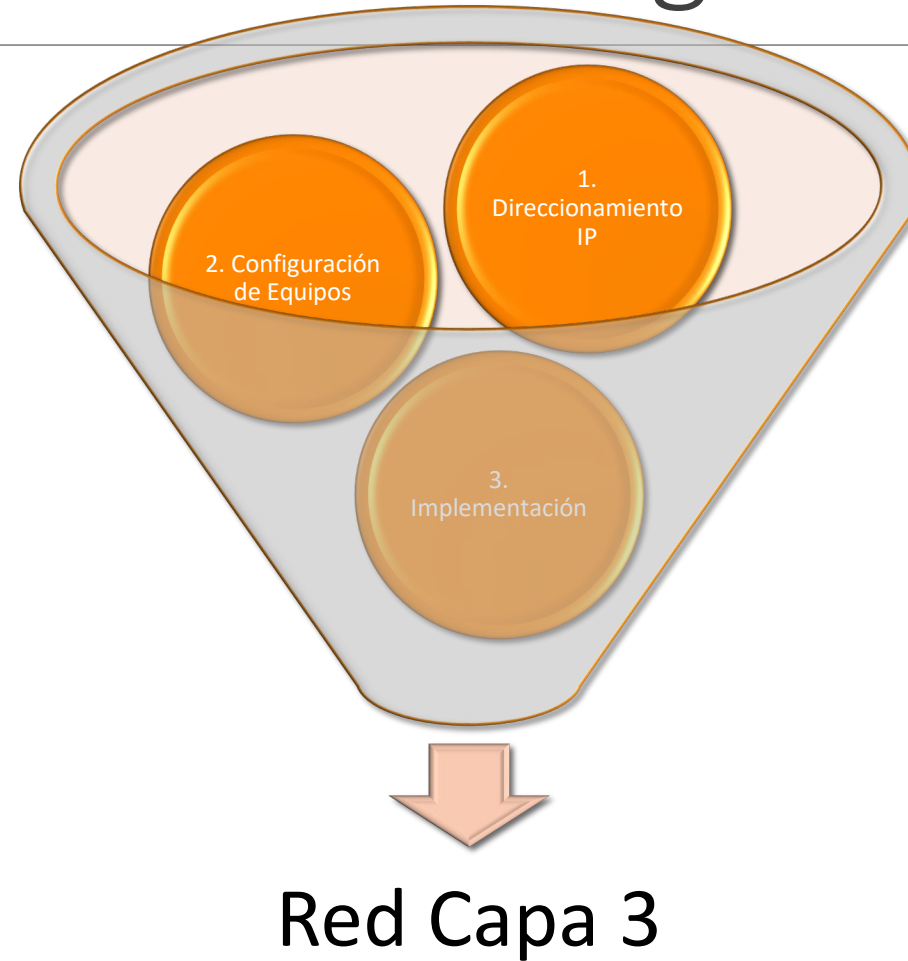 1.
Direccionamiento
IP
2. Configuración
de Equipos
3.
Implementación
Red Capa 3